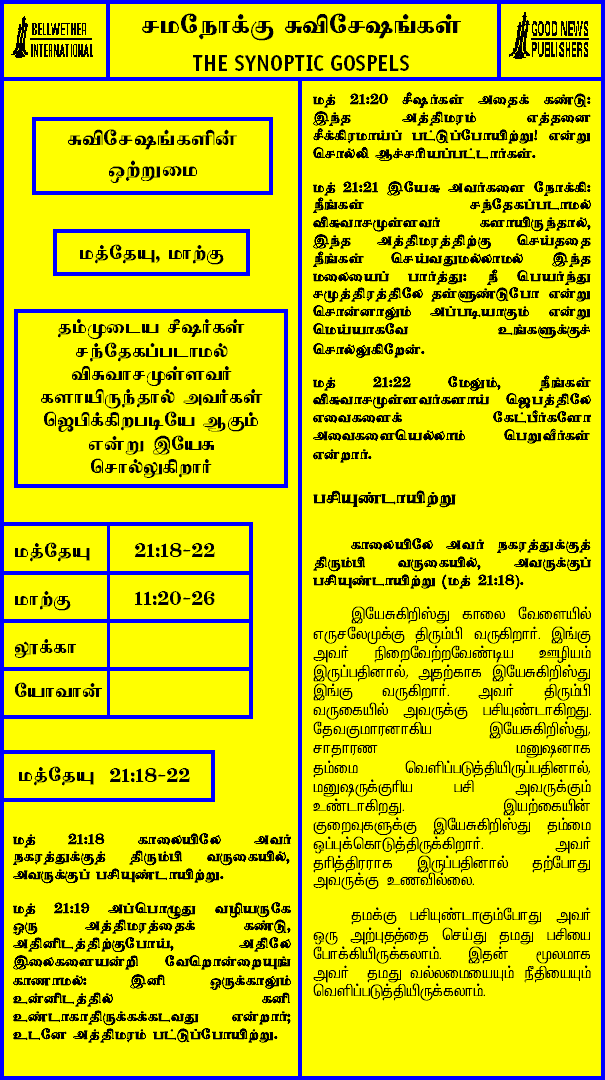 BELLWETHER
INTERNATIONAL
சமநோக்கு சுவிசேஷங்கள்
THE SYNOPTIC GOSPELS
GOOD NEWS
PUBLISHERS
சுவிசேஷங்களின்
ஒற்றுமை
மத்தேயு, மாற்கு
தம்முடைய சீஷர்கள்
சந்தேகப்படாமல்
விசுவாசமுள்ளவர்
களாயிருந்தால் அவர்கள்
ஜெபிக்கிறபடியே ஆகும்
என்று இயேசு
சொல்லுகிறார்
மத்தேயு 21:18-22
மாற்கு 11:20-26
லூக்கா
யோவான்
மத்தேயு 21:18-22
மத் 21:18 காலையிலே அவர்
நகரத்துக்குத் திரும்பி வருகையில்,
அவருக்குப் பசியுண்டாயிற்று.
மத் 21:19 அப்பொழுது வழியருகே
ஒரு அத்திமரத்தைக் கண்டு,
அதினிடத்திற்குபோய், அதிலே
இலைகளையன்றி வேறொன்றையுங்
காணாமல்: இனி ஒருக்காலும்
உன்னிடத்தில் கனி
உண்டாகாதிருக்கக்கடவது என்றார்;
உடனே அத்திமரம் பட்டுப்போயிற்று.
மத் 21:20 சீஷர்கள் அதைக் கண்டு:
இந்த அத்திமரம் எத்தனை
சீக்கிரமாய்ப் பட்டுப்போயிற்று! என்று
சொல்லி ஆச்சரியப்பட்டார்கள்.
மத் 21:21 இயேசு அவர்களை நோக்கி:
நீங்கள் சந்தேகப்படாமல்
விசுவாசமுள்ளவர் களாயிருந்தால்,
இந்த அத்திமரத்திற்கு செய்ததை
நீங்கள் செய்வதுமல்லாமல் இந்த
மலையைப் பார்த்து: நீ பெயர்ந்து
சமுத்திரத்திலே தள்ளுண்டுபோ என்று
சொன்னாலும் அப்படியாகும் என்று
மெய்யாகவே உங்களுக்குச்
சொல்லுகிறேன்.
மத் 21:22 மேலும், நீங்கள்
விசுவாசமுள்ளவர்களாய் ஜெபத்திலே
எவைகளைக் கேட்பீர்களோ
அவைகளையெல்லாம் பெறுவீர்கள்
என்றார்.
பசியுண்டாயிற்று
காலையிலே அவர் நகரத்துக்குத்
திரும்பி வருகையில், அவருக்குப்
பசியுண்டாயிற்று (மத் 21:18).
இயேசுகிறிஸ்து காலை வேளையில்
எருசலேமுக்கு திரும்பி வருகிறார். இங்கு
அவர் நிறைவேற்றவேண்டிய ஊழியம்
இருப்பதினால், அதற்காக இயேசுகிறிஸ்து
இங்கு வருகிறார். அவர் திரும்பி
வருகையில் அவருக்கு பசியுண்டாகிறது.
தேவகுமாரனாகிய இயேசுகிறிஸ்து,
சாதாரண மனுஷனாக
தம்மை வெளிப்படுத்தியிருப்பதினால்,
மனுஷருக்குரிய பசி அவருக்கும்
உண்டாகிறது. இயற்கையின்
குறைவுகளுக்கு இயேசுகிறிஸ்து தம்மை
ஒப்புக்கொடுத்திருக்கிறார். அவர்
தரித்திரராக இருப்பதினால் தற்போது
அவருக்கு உணவில்லை.
தமக்கு பசியுண்டாகும்போது அவர்
ஒரு அற்புதத்தை செய்து தமது பசியை
போக்கியிருக்கலாம். இதன் மூலமாக
அவர் தமது வல்லமையையும் நீதியையும்
வெளிப்படுத்தியிருக்கலாம்.